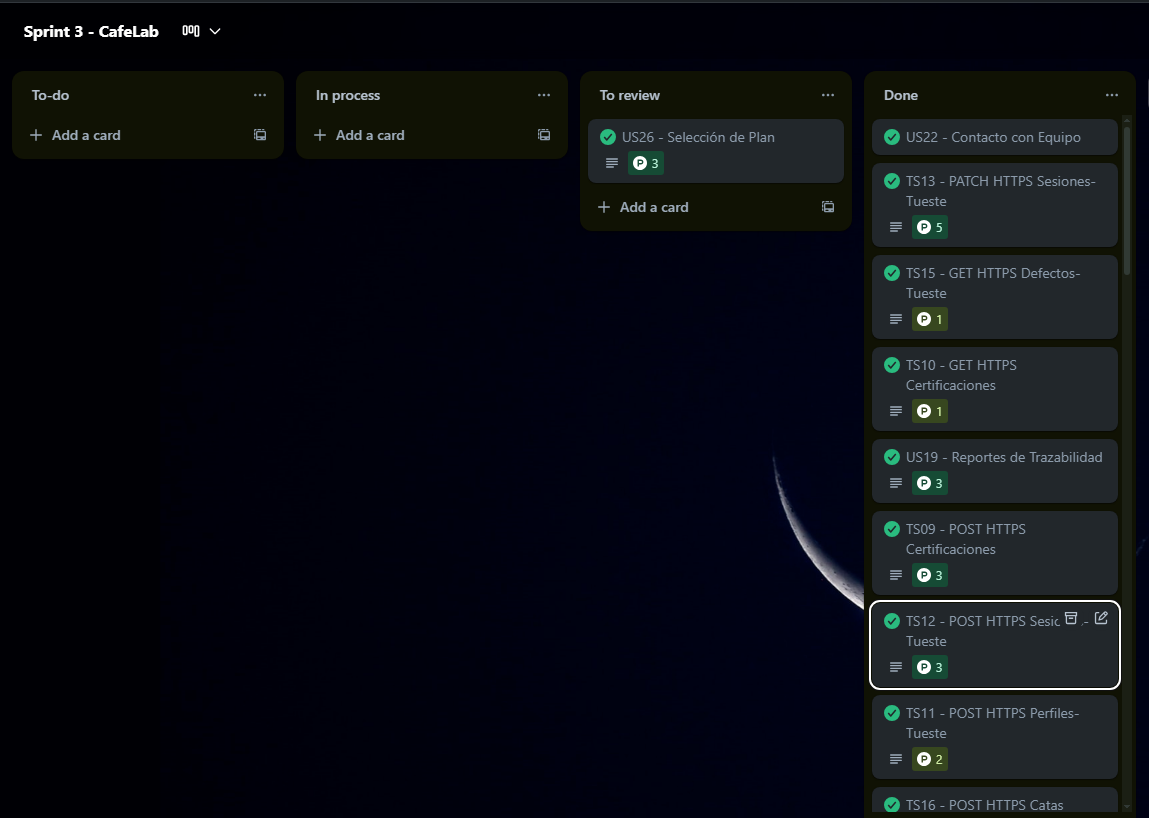 Sprint 3 - CafeLab
To-do
Add a card
In process
Add a card
To review
US26 - Selección de Plan
P 3
Add a card
Done
US22 - Contacto con Equipo
TS13 - PATCH HTTPS Sesiones-
Tueste
P 5
TS15 - GET HTTPS Defectos-
Tueste
P 1
TS10 - GET HTTPS
Certificaciones
P 1
US19 - Reportes de Trazabilidad
P 3
TS09 - POST HTTPS
Certificaciones
P 3
TS12 - POST HTTPS
Tueste
P 3
TS11 - POST HTTPS Perfiles-
Tueste
P 2
TS16 - POST HTTPS Catas